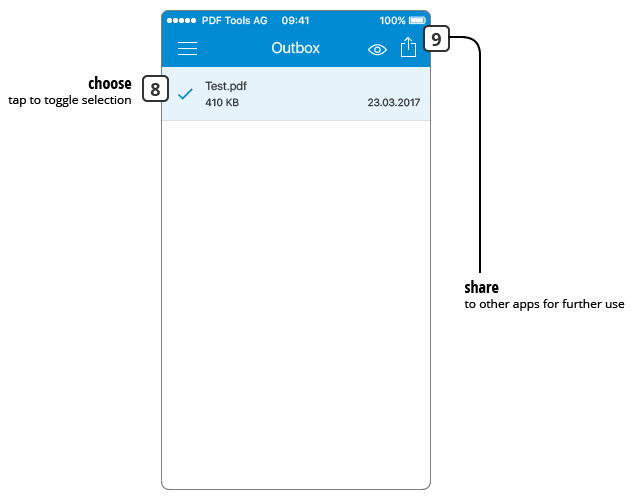 PDF Tools AG 09:41 100%
Outbox
9
choose
tap to toggle selection
8
Test.pdf
410 KB 23.03.2017
share
to other apps for further use